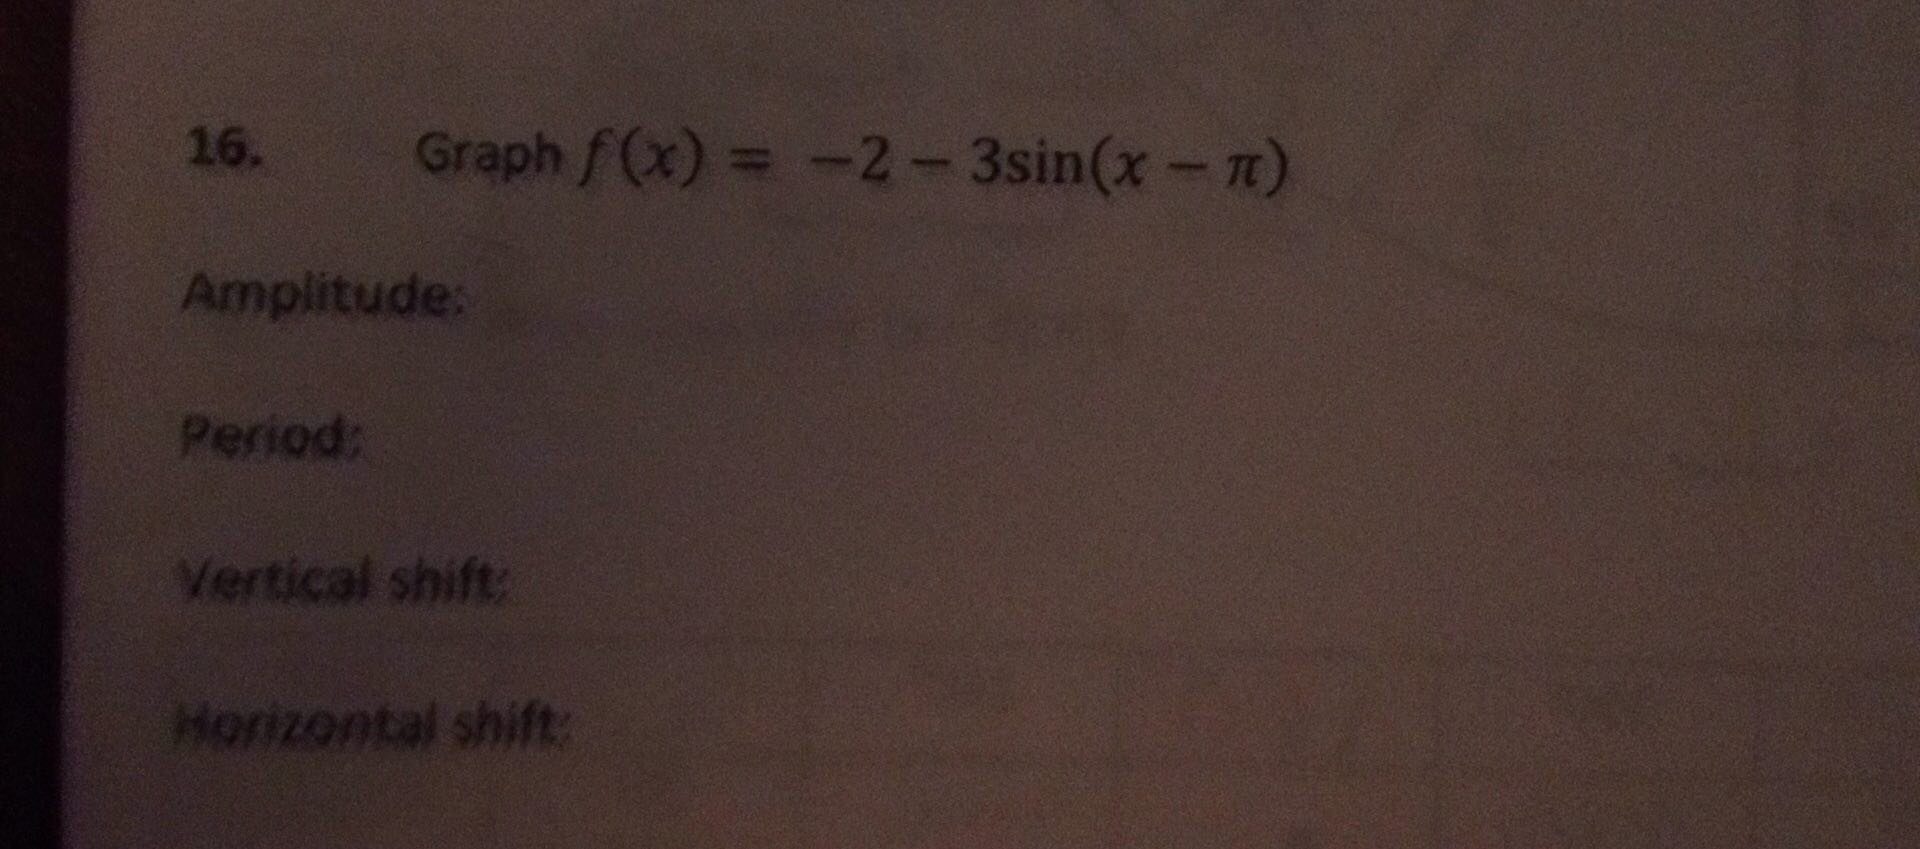 16. Graph f(x) = −2 − 3sin(x − π)
Amplitude:
Period:
Vertical shift:
Horizontal shift: